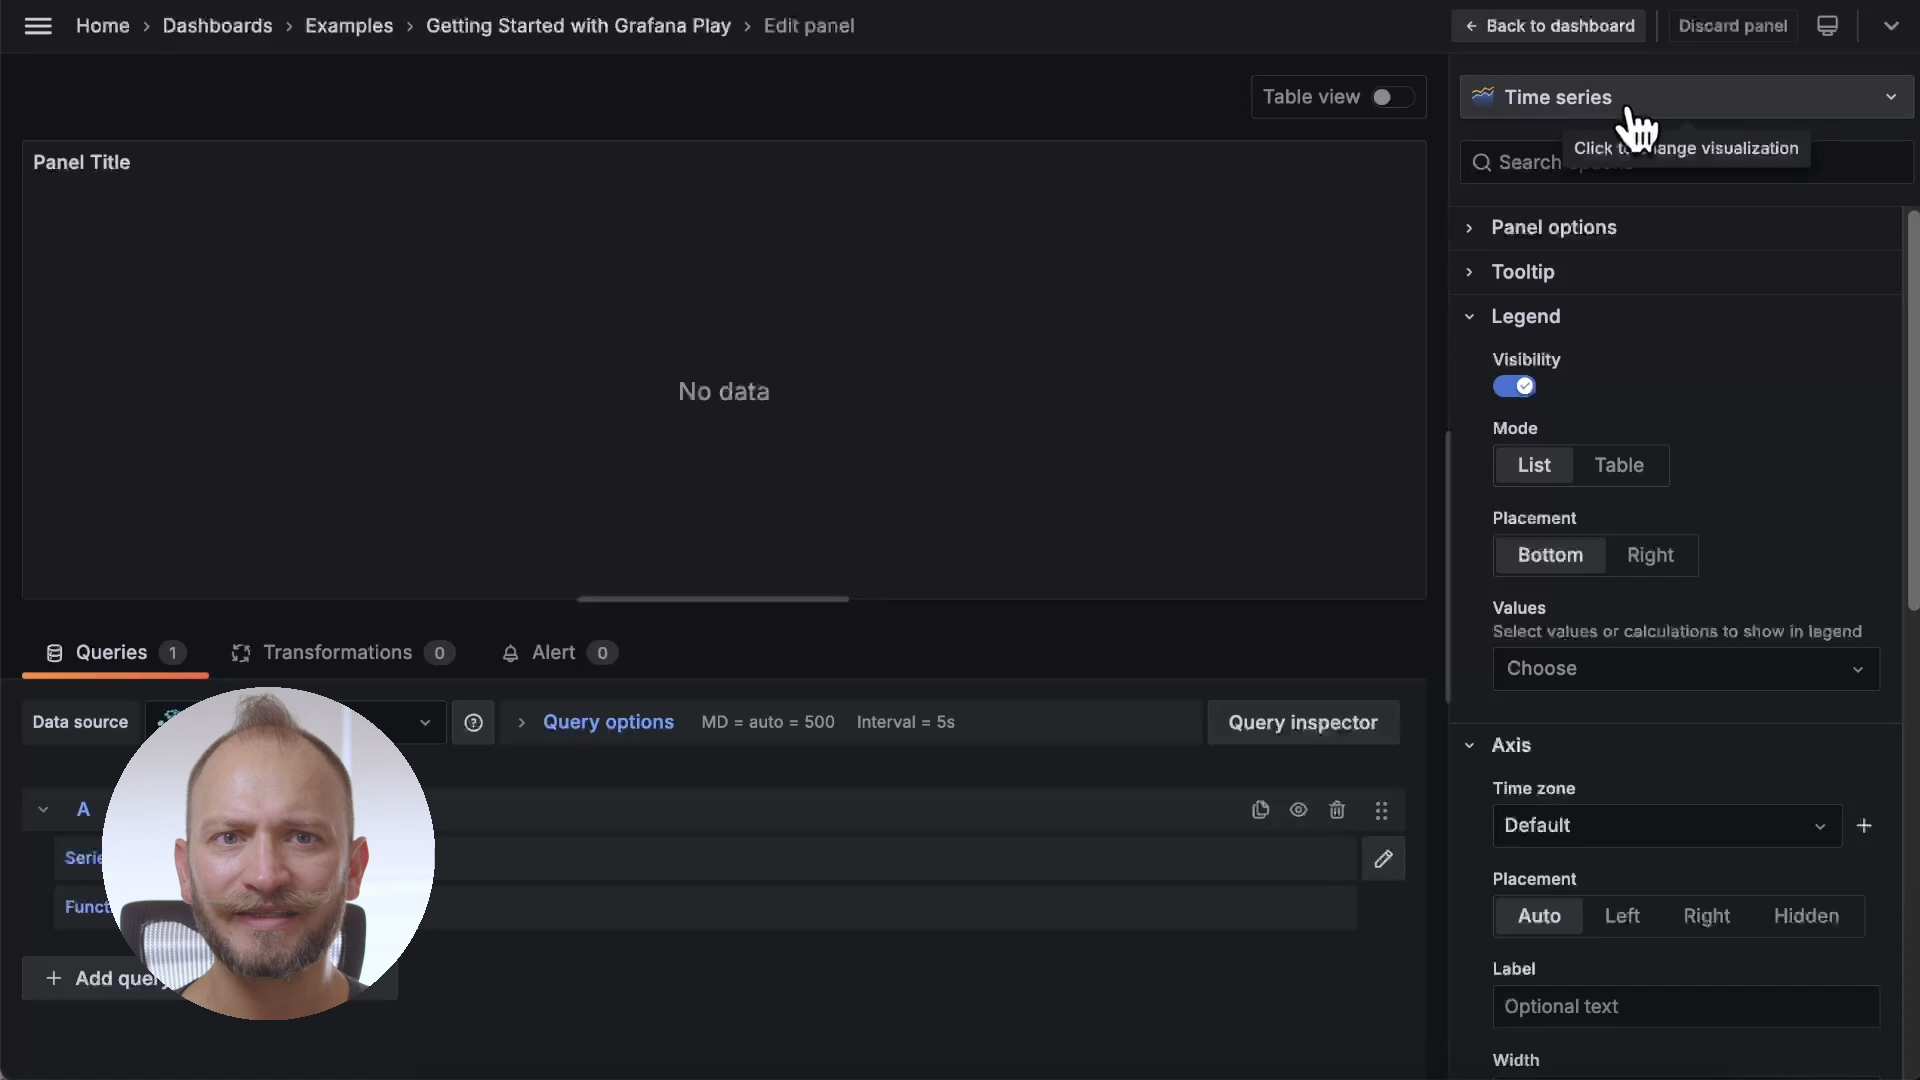 Home › Dashboards › Examples › Getting Started with Grafana Play › Edit panel
← Back to dashboard
Discard panel
Table view
Time series
Click to change visualization
Search
Panel Title
No data
Panel options
Tooltip
Legend
Visibility
Mode
List Table
Placement
Bottom Right
Values
Select values or calculations to show in legend
Choose
Queries 1
Transformations 0
Alert 0
Data source
Query options MD = auto = 500 Interval = 5s
Query inspector
A
+ Add query
Axis
Time zone
Default
Placement
Auto Left Right Hidden
Label
Optional text
Width